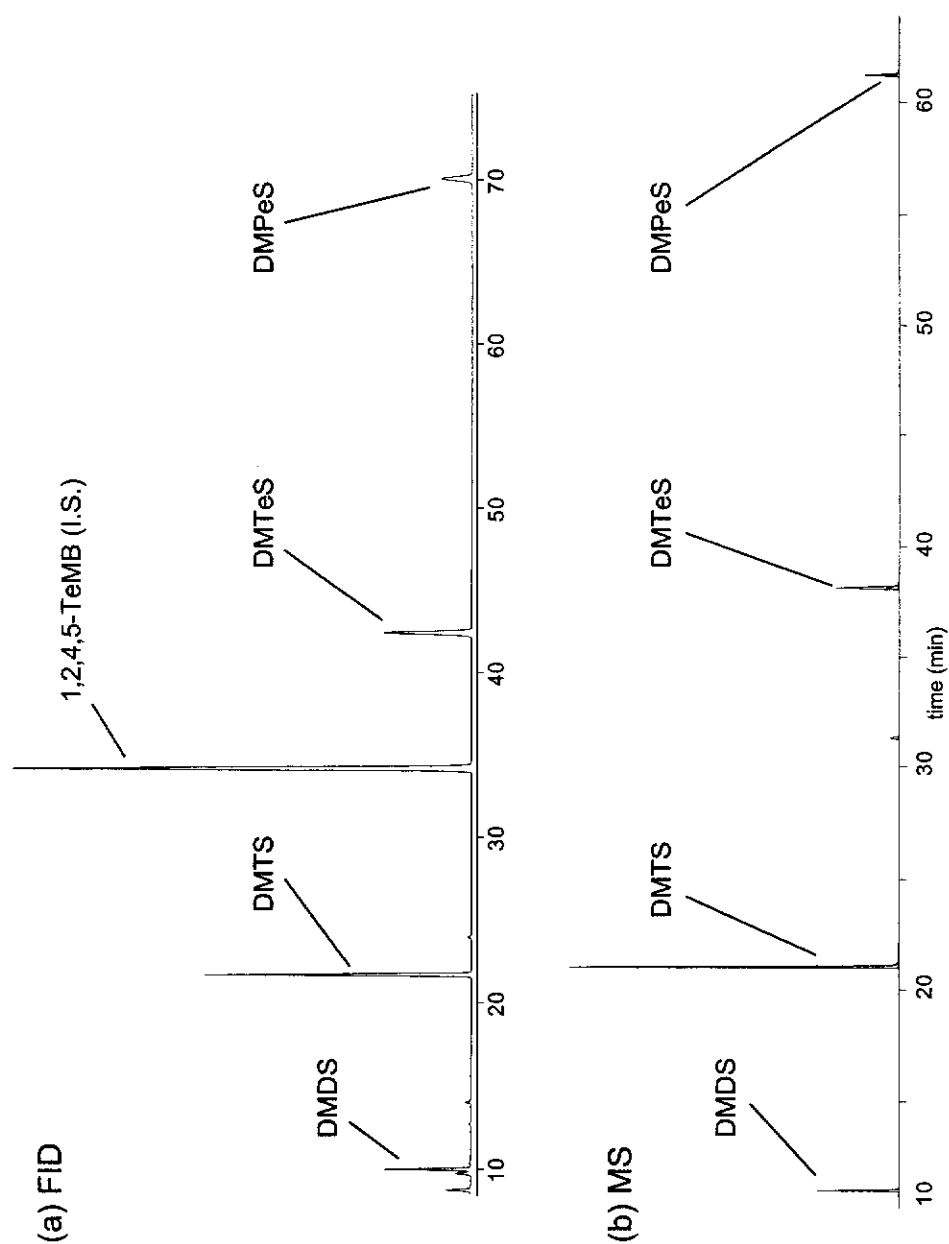 (a) FID
DMDS
DMTS
1,2,4,5-TeMB (I.S.)
DMTeS
DMPeS
10
20
30
40
50
60
70
(b) MS
DMDS
DMTS
DMTeS
DMPeS
10
20
30
40
50
60
time (min)